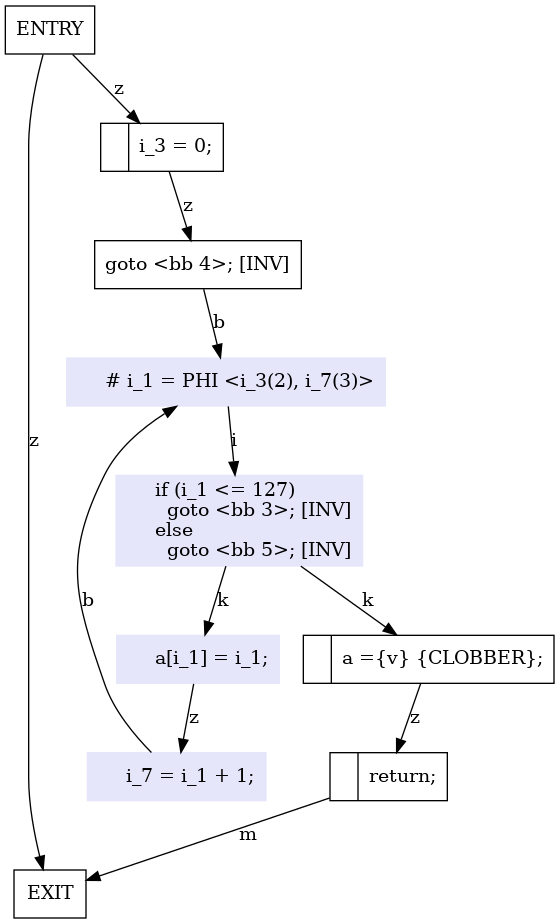 ENTRY
z
i_3 = 0;
z
goto <bb 4>; [INV]
b
# i_1 = PHI <i_3(2), i_7(3)>
z
i
if (i_1 <= 127)
goto <bb 3>; [INV]
else
goto <bb 5>; [INV]
b
k
k
a[i_1] = i_1;
a ={v} {CLOBBER};
z
z
i_7 = i_1 + 1;
return;
m
EXIT